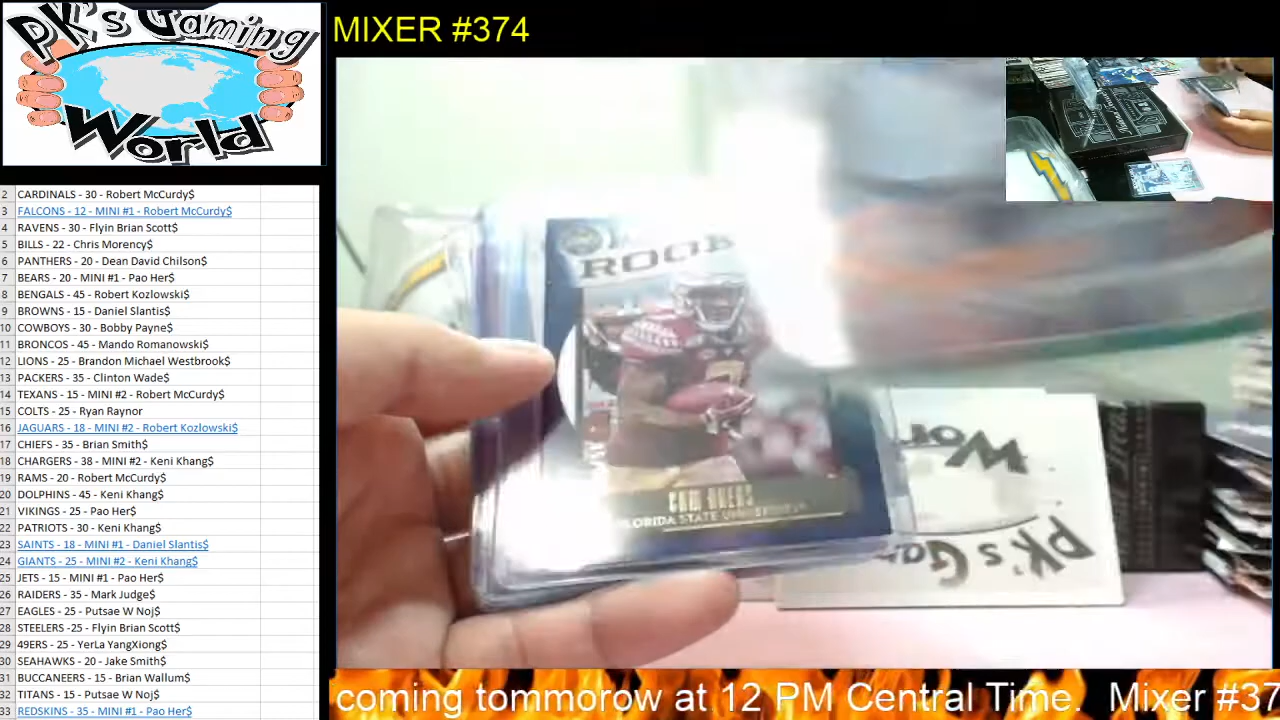 PK's Gaming
World
MIXER #374
2 CARDINALS - 30 - Robert McCurdy$
3 FALCONS - 12 - MINI #1 - Robert McCurdy$
4 RAVENS - 30 - Flyin Brian Scott$
5 BILLS - 22 - Chris Morency$
6 PANTHERS - 20 - Dean David Chilson$
7 BEARS - 20 - MINI #1 - Pao Her$
8 BENGALS - 45 - Robert Kozlowski$
9 BROWNS - 15 - Daniel Slantis$
10 COWBOYS - 30 - Bobby Payne$
11 BRONCOS - 45 - Mando Romanowski$
12 LIONS - 25 - Brandon Michael Westbrook$
13 PACKERS - 35 - Clinton Wade$
14 TEXANS - 15 - MINI #2 - Robert McCurdy$
15 COLTS - 25 - Ryan Raynor
16 JAGUARS - 18 - MINI #2 - Robert Kozlowski$
17 CHIEFS - 35 - Brian Smith$
18 CHARGERS - 38 - MINI #2 - Keni Khang$
19 RAMS - 20 - Robert McCurdy$
20 DOLPHINS - 45 - Keni Khang$
21 VIKINGS - 25 - Pao Her$
22 PATRIOTS - 30 - Keni Khang$
23 SAINTS - 18 - MINI #1 - Daniel Slantis$
24 GIANTS - 25 - MINI #2 - Keni Khang$
25 JETS - 15 - MINI #1 - Pao Her$
26 RAIDERS - 35 - Mark Judge$
27 EAGLES - 25 - Putsae W Noj$
28 STEELERS -25 - Flyin Brian Scott$
29 49ERS - 25 - YerLa YangXiong$
30 SEAHAWKS - 20 - Jake Smith$
31 BUCCANEERS - 15 - Brian Wallum$
32 TITANS - 15 - Putsae W Noj$
33 REDSKINS - 35 - MINI #1 - Pao Her$
CAM AKERS
FLORIDA STATE
PK's Ga
Wor
coming tommorow at 12 PM Central Time. Mixer #37